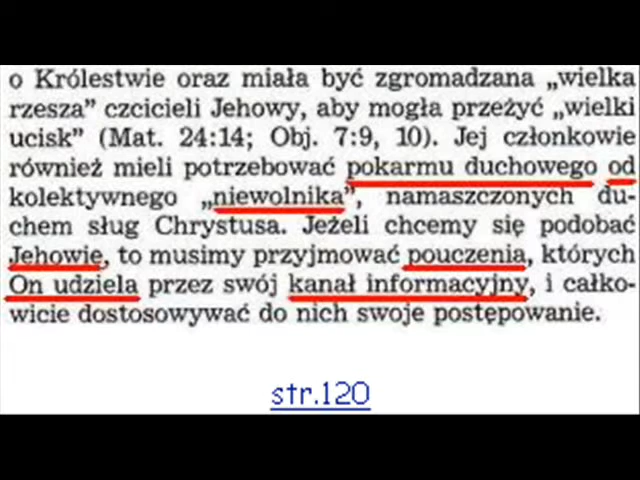 o Królestwie oraz miała być zgromadzana „wielka
rzesza” czcicieli Jehowy, aby mogła przeżyć „wielki
ucisk” (Mat. 24:14; Obj. 7:9, 10). Jej członkowie
również mieli potrzebować pokarmu duchowego od
kolektywnego „niewolnika”, namaszczonych du-
chem sług Chrystusa. Jeżeli chcemy się podobać
Jehowie, to musimy przyjmować pouczenia, których
On udziela przez swój kanał informacyjny, i całko-
wicie dostosowywać do nich swoje postępowanie.
str.120